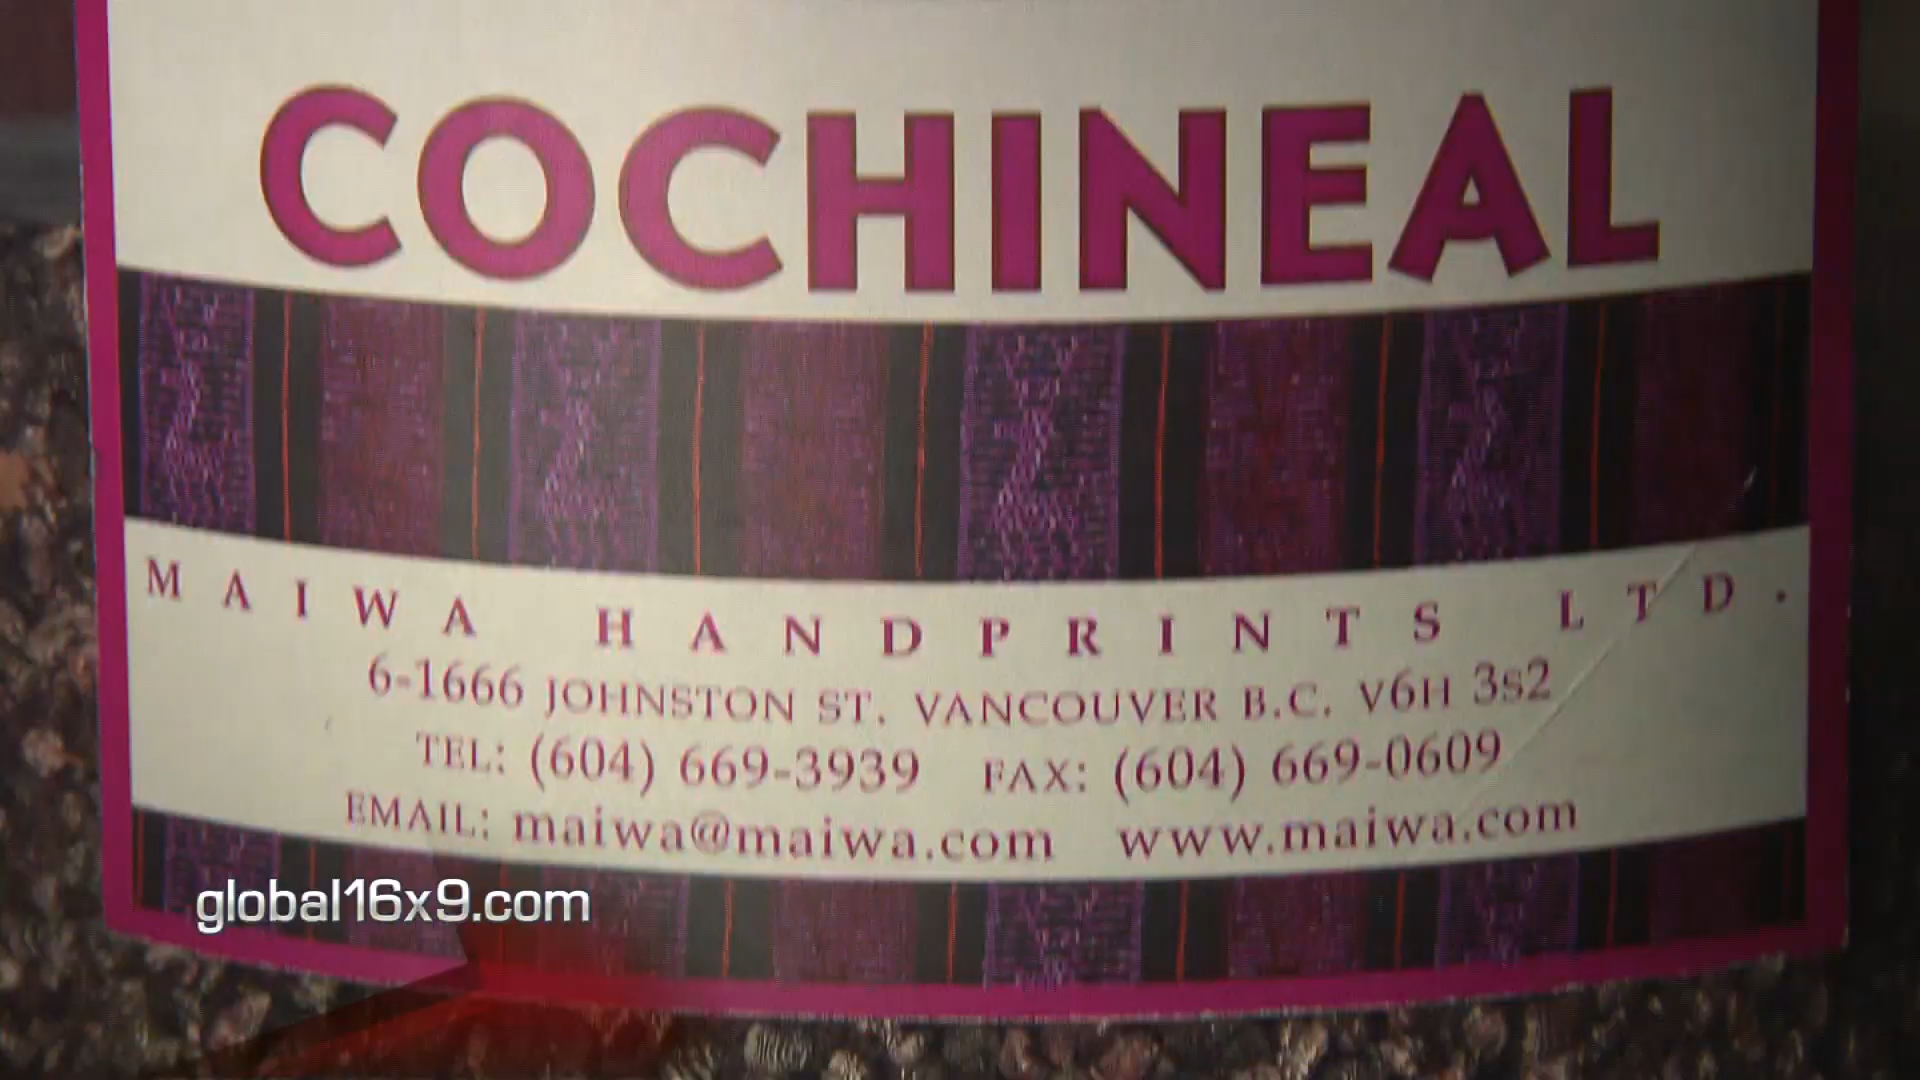 COCHINEAL
MAIWA HANDPRINTS LTD.
6-1666 JOHNSTON ST. VANCOUVER B.C. V6H 3S2
TEL: (604) 669-3939 FAX: (604) 669-0609
EMAIL: maiwa@maiwa.com www.maiwa.com
global16x9.com